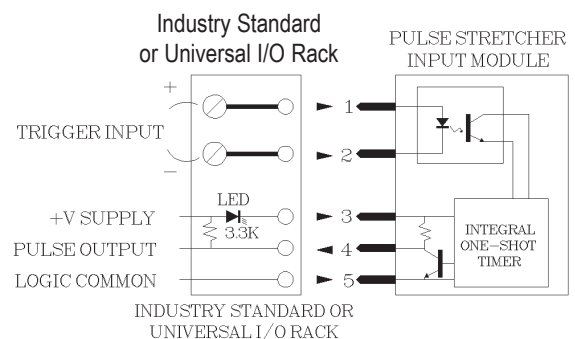 Industry Standard
or Universal I/O Rack
PULSE STRETCHER
INPUT MODULE
+
TRIGGER INPUT
−
1
2
LED
3.3K
+V SUPPLY
PULSE OUTPUT
LOGIC COMMON
3
4
5
INTEGRAL
ONE−SHOT
TIMER
INDUSTRY STANDARD OR
UNIVERSAL I/O RACK